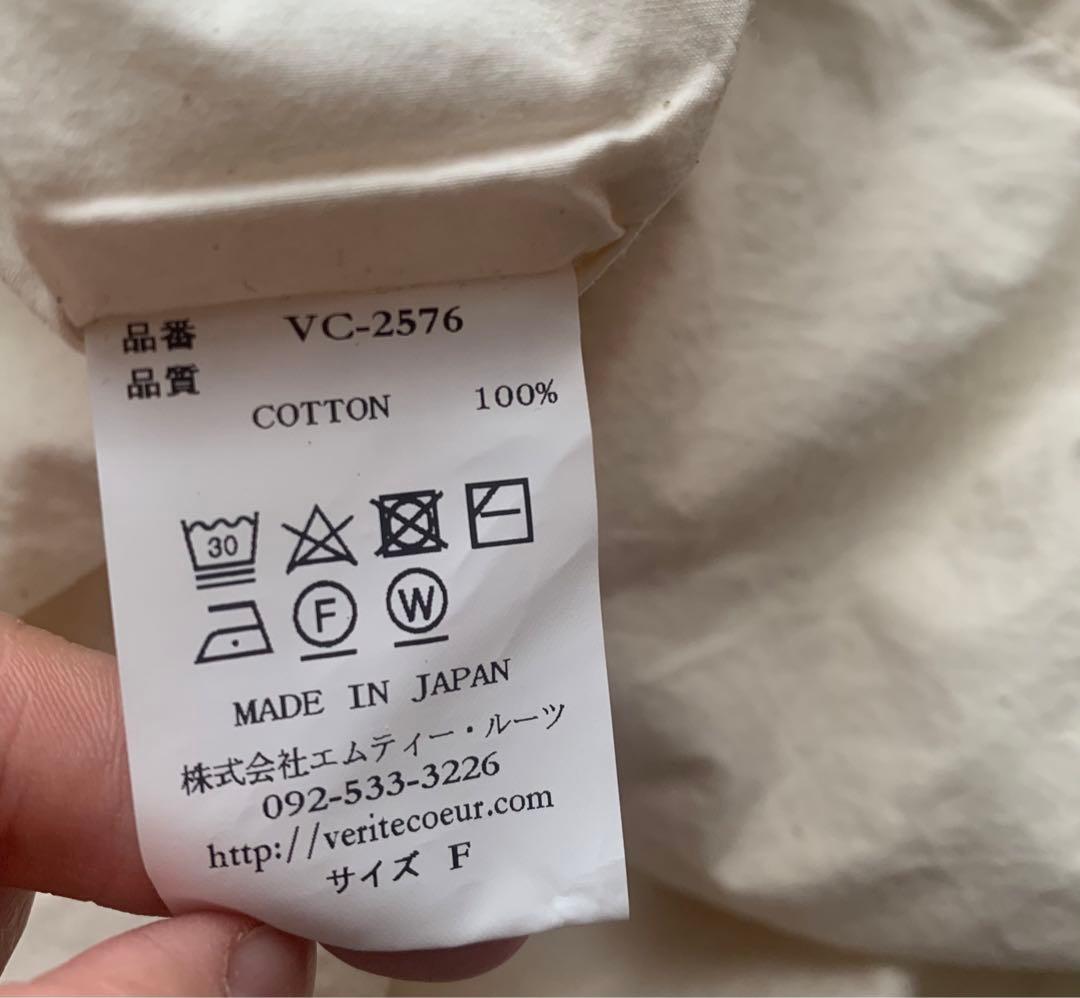 品番 VC-2576
品質
COTTON 100%
30
F W
MADE IN JAPAN
株式会社エムティー・ルーツ
092-533-3226
http://veritecoeur.com
サイズ F